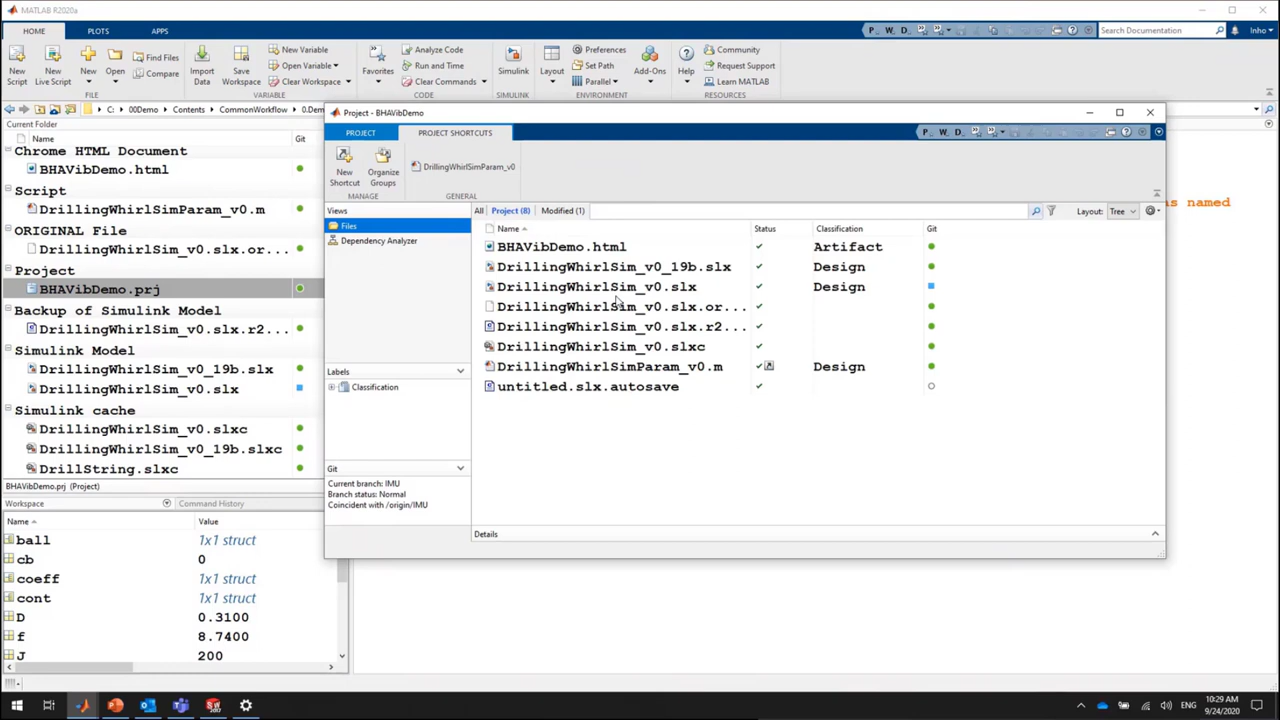 MATLAB R2020a
HOME
PLOTS
APPS
P...
W...
D...
Search Documentation
Inho
New
Script
New
Live Script
New
Open
Find Files
Compare
Import
Data
Save
Workspace
New Variable
Open Variable
Clear Workspace
Favorites
Analyze Code
Run and Time
Clear Commands
Simulink
Layout
Preferences
Set Path
Parallel
Add-Ons
Help
Community
Request Support
Learn MATLAB
FILE
VARIABLE
CODE
SIMULINK
ENVIRONMENT
RESOURCES
C:
00Demo
Contents
CommonWorkflow
0.Dem
Current Folder
Name
Git
Chrome HTML Document
BHAVibDemo.html
Script
DrillingWhirlSimParam_v0.m
ORIGINAL File
DrillingWhirlSim_v0.slx.or...
Project
BHAVibDemo.prj
Backup of Simulink Model
DrillingWhirlSim_v0.slx.r2...
Simulink Model
DrillingWhirlSim_v0_19b.slx
DrillingWhirlSim_v0.slx
Simulink cache
DrillingWhirlSim_v0.slxc
DrillingWhirlSim_v0_19b.slxc
DrillString.slxc
BHAVibDemo.prj (Project)
Workspace
Command History
Name
Value
ball
1x1 struct
cb
0
coeff
1x1 struct
cont
1x1 struct
D
0.3100
f
8.7400
J
200
Project - BHAVibDemo
PROJECT
PROJECT SHORTCUTS
P...
W...
D...
New
Shortcut
Organize
Groups
DrillingWhirlSimParam_v0
MANAGE
GENERAL
Views
Files
Dependency Analyzer
Labels
Classification
Git
Current branch: IMU
Branch status: Normal
Coincident with /origin/IMU
All
Project (8)
Modified (1)
Layout:
Tree
Name
Status
Classification
Git
BHAVibDemo.html
Artifact
DrillingWhirlSim_v0_19b.slx
Design
DrillingWhirlSim_v0.slx
Design
DrillingWhirlSim_v0.slx.or...
DrillingWhirlSim_v0.slx.r2...
DrillingWhirlSim_v0.slxc
DrillingWhirlSimParam_v0.m
Design
untitled.slx.autosave
Details
s named
ENG
10:29 AM
9/24/2020